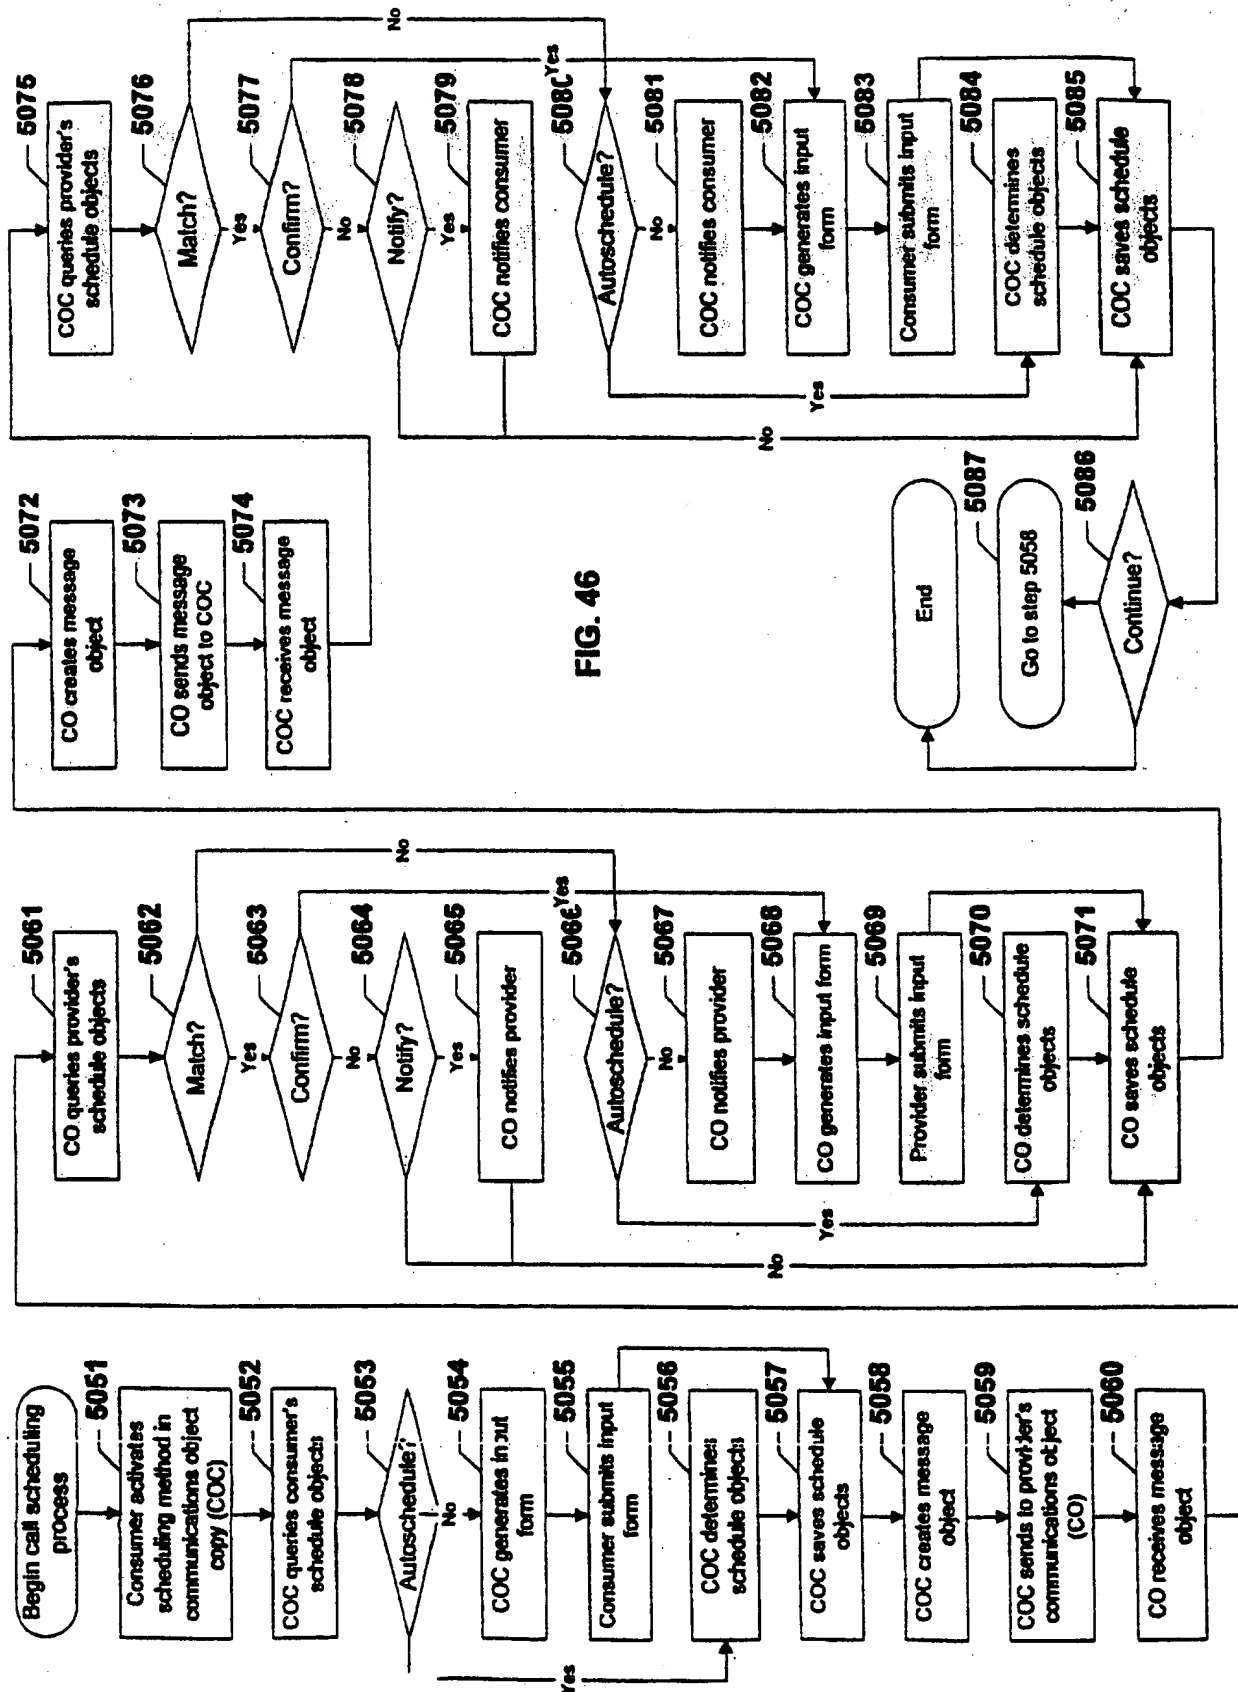 Begin call scheduling
process
5051
Consumer activates
scheduling method in
communications object
copy (COC)
5052
COC queries consumer's
schedule objects
5053
Autoschedule?
No
Yes
5054
COC generates input
form
5055
Consumer submits input
form
5056
COC determines
schedule objects
5057
COC saves schedule
objects
5058
COC creates message
object
5059
COC sends to provider's
communications object
(CO)
5060
CO receives message
object
5061
CO queries provider's
schedule objects
5062
Match?
Yes
No
5063
Confirm?
No
Yes
5064
Notify?
Yes
No
5065
CO notifies provider
5066
Autoschedule?
No
Yes
5067
CO notifies provider
5068
CO generates input form
5069
Provider submits input
form
5070
CO determines schedule
objects
5071
CO saves schedule
objects
5072
CO creates message
object
5073
CO sends message
object to COC
5074
COC receives message
object
FIG. 46
5075
COC queries provider's
schedule objects
5076
Match?
Yes
No
5077
Confirm?
No
Yes
5078
Notify?
Yes
No
5079
COC notifies consumer
5080
Autoschedule?
No
Yes
5081
COC notifies consumer
5082
COC generates input
form
5083
Consumer submits input
form
5084
COC determines
schedule objects
5085
COC saves schedule
objects
5086
Continue?
5087
Go to step 5058
End